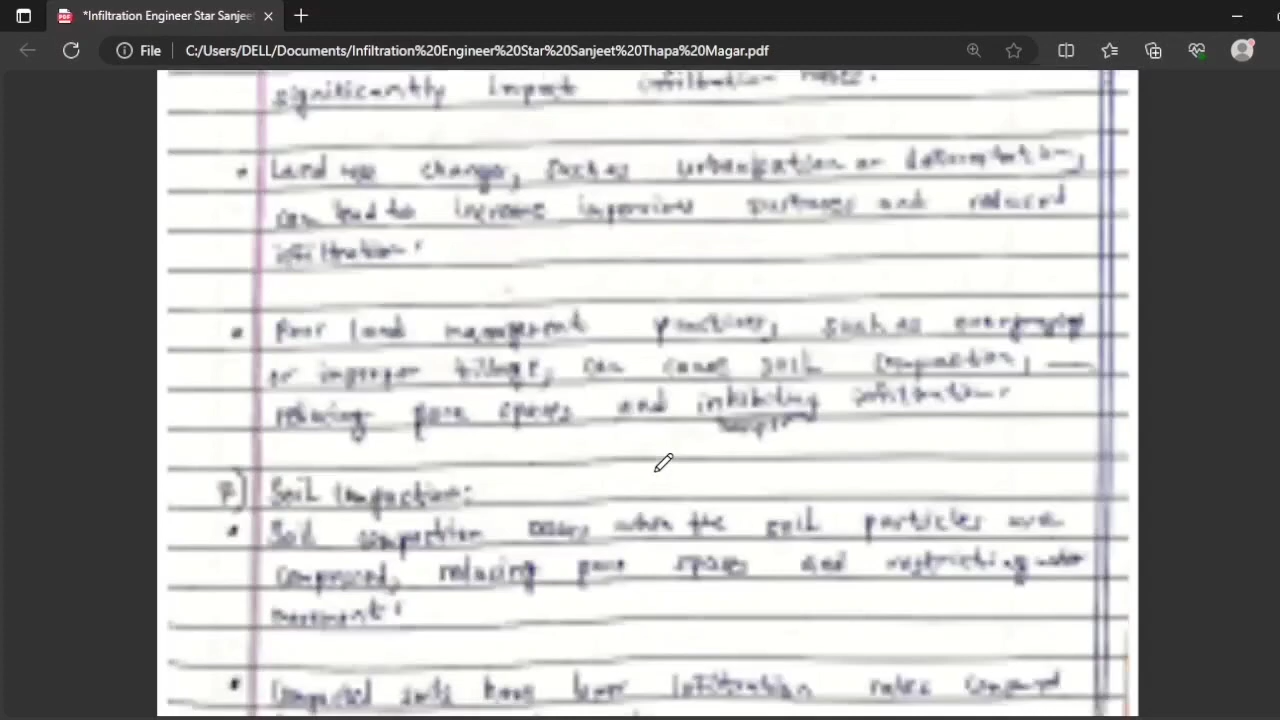 *Infiltration Engineer Star Sanjee
File
C:/Users/DELL/Documents/Infiltration%20Engineer%20Star%20Sanjeet%20Thapa%20Magar.pdf
significantly impact infiltration rates.
• Land use change, such as urbanization or deforestation,
can lead to increase impervious surfaces and reduced
infiltration.
• Poor land management practices, such as overgrazing
or improper tillage, can cause soil compaction,
reducing pore spaces and inhibiting infiltration.
7) Soil Compaction:
• Soil compaction occurs when the soil particles are
compressed, reducing pore spaces and restricting water
movement.
• Compacted soils have lower infiltration rates compared